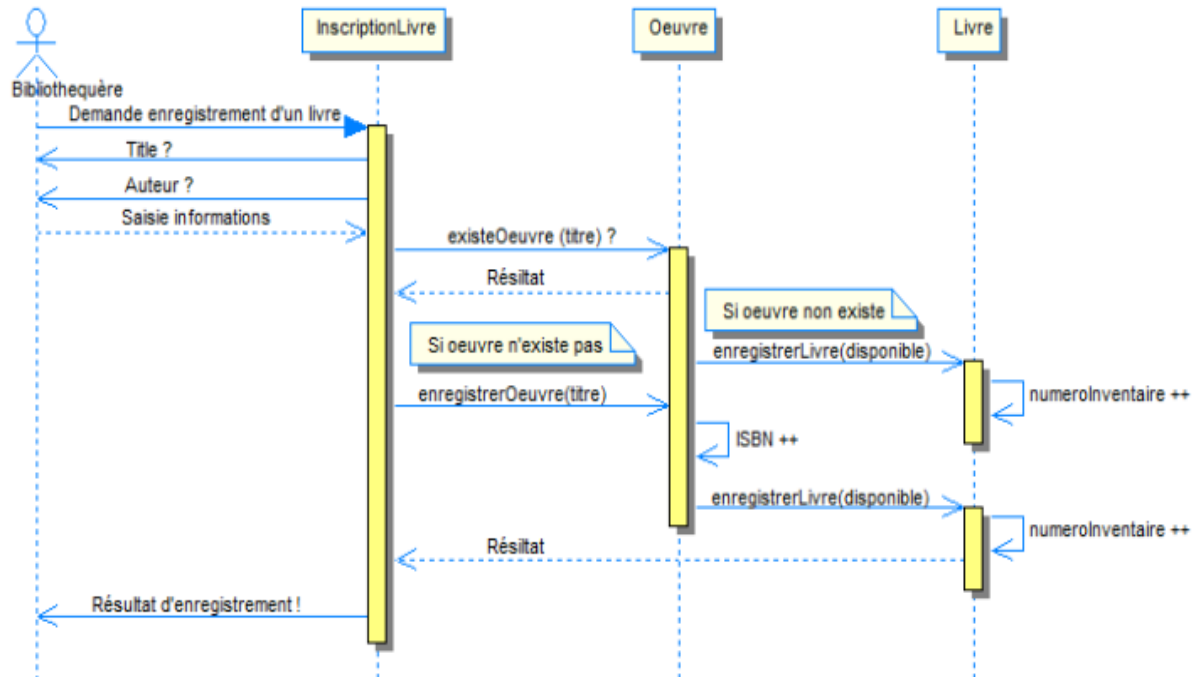 InscriptionLivre
Oeuvre
Livre
Bibliothequère
Demande enregistrement d'un livre
Title ?
Auteur ?
Saisie informations
existeOeuvre (titre) ?
Résiltat
Si oeuvre non existe
Si oeuvre n'existe pas
enregistrerLivre(disponible)
enregistrerOeuvre(titre)
numeroInventaire ++
ISBN ++
enregistrerLivre(disponible)
numeroInventaire ++
Résiltat
Résultat d'enregistrement !